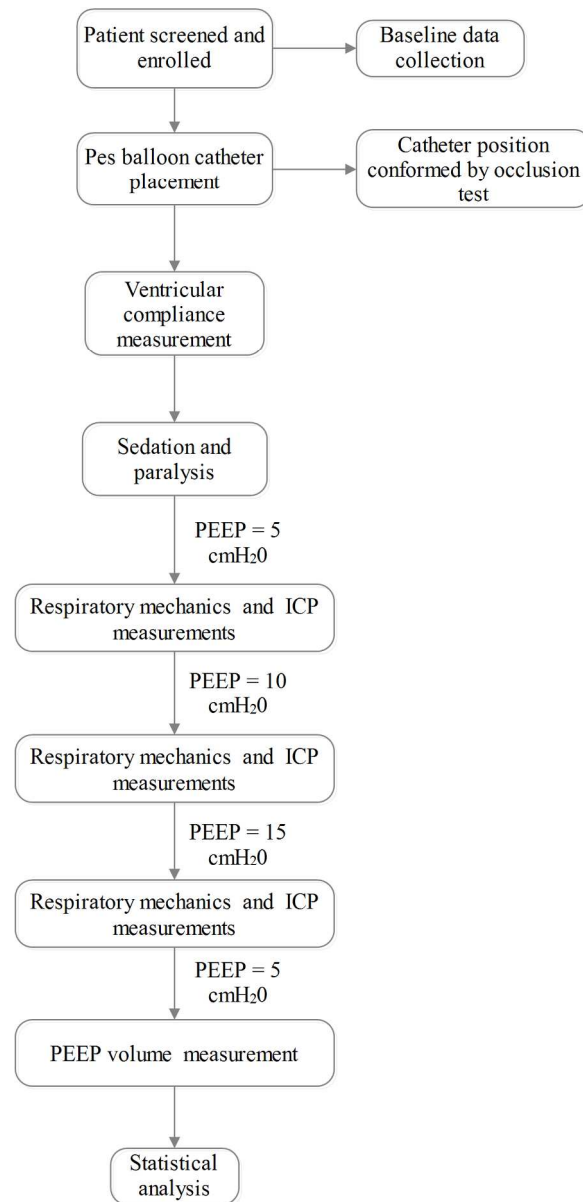 Patient screened and
enrolled
Baseline data
collection
Pes balloon catheter
placement
Catheter position
conformed by occlusion
test
Ventricular
compliance
measurement
Sedation and
paralysis
PEEP = 5
cmH₂0
Respiratory mechanics and ICP
measurements
PEEP = 10
cmH₂0
Respiratory mechanics and ICP
measurements
PEEP = 15
cmH₂0
Respiratory mechanics and ICP
measurements
PEEP = 5
cmH₂0
PEEP volume measurement
Statistical
analysis